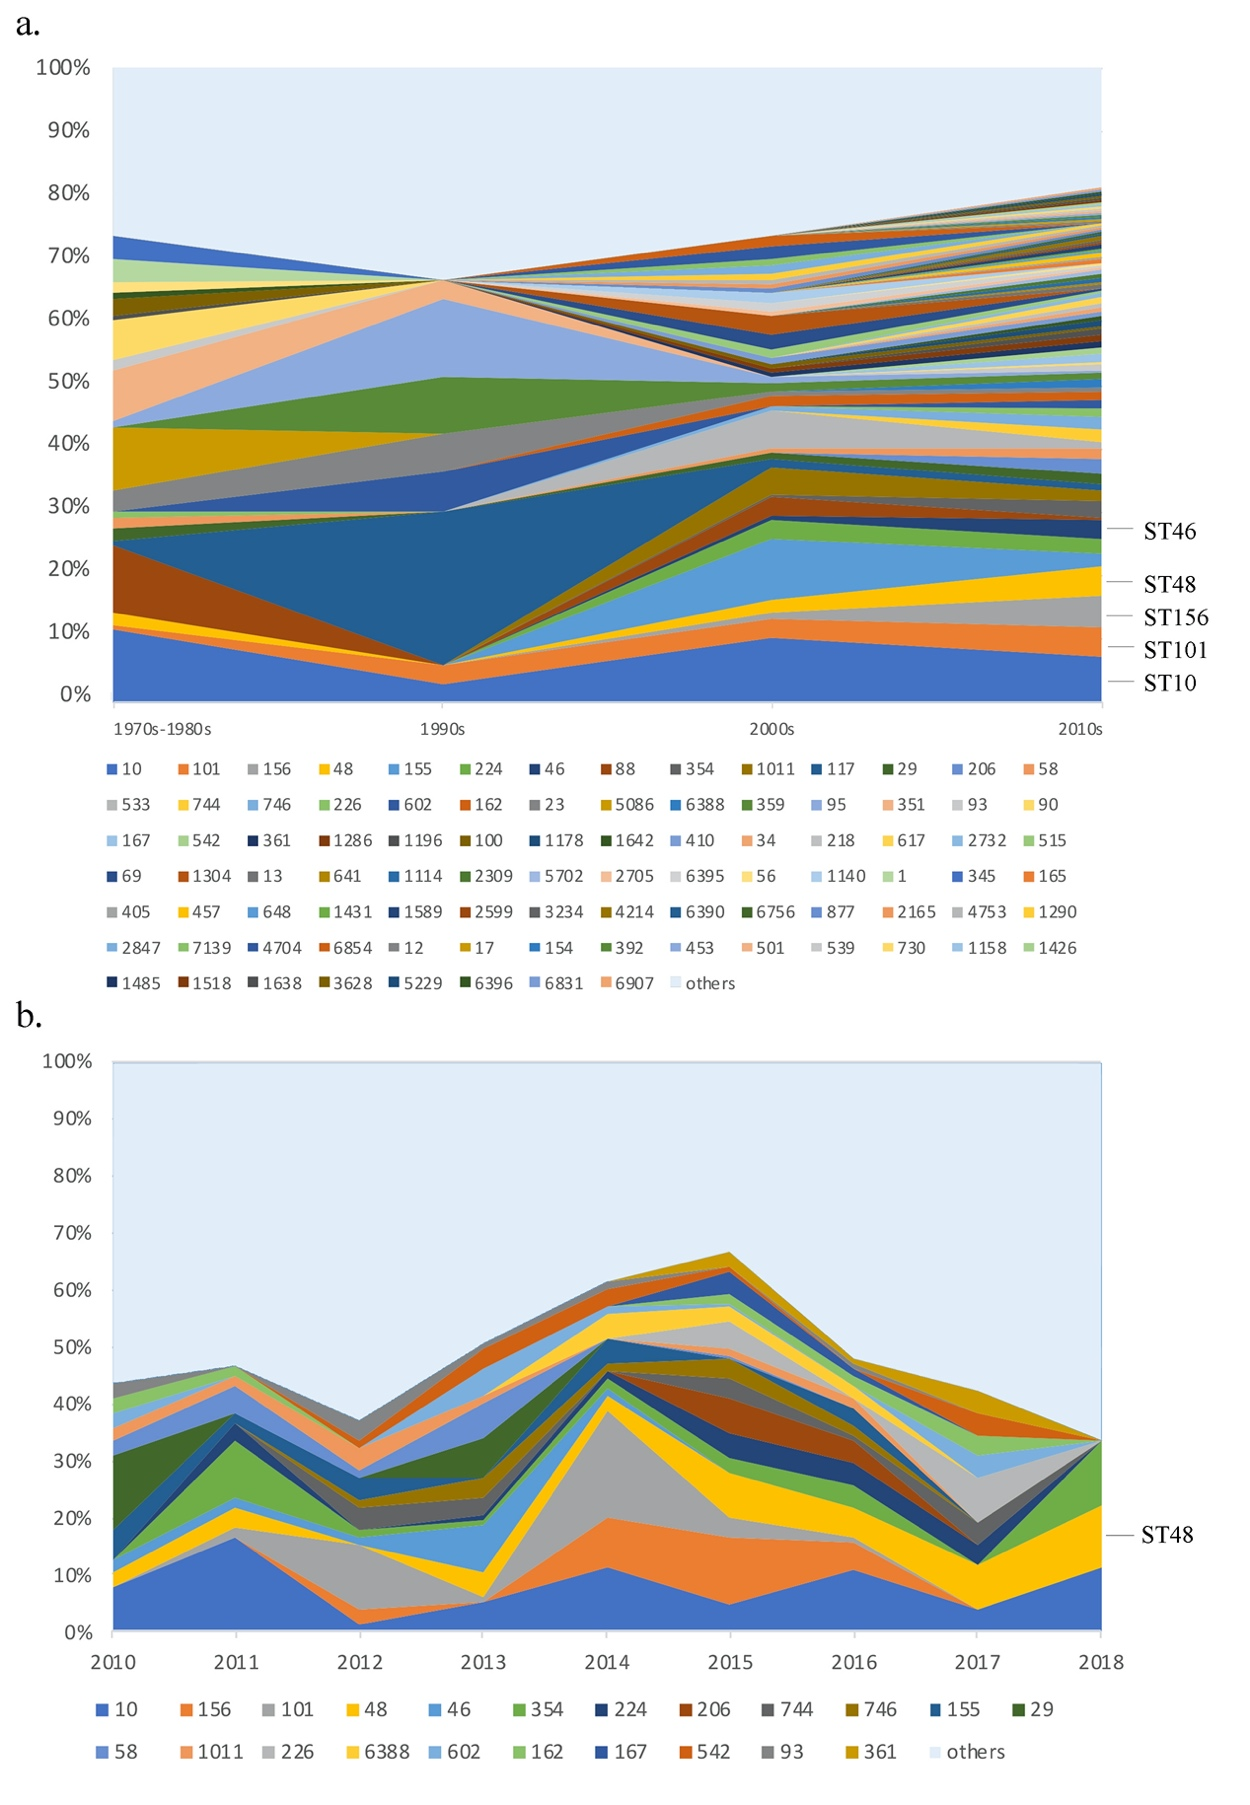 a.
100%
90%
80%
70%
60%
50%
40%
30%
20%
10%
0%
ST46
ST48
ST156
ST101
ST10
1970s-1980s 1990s 2000s 2010s
10 101 156 48 155 224 46 88 354 1011 117 29 206 58
533 744 746 226 602 162 23 5086 6388 359 95 351 93 90
167 542 361 1286 1196 100 1178 1642 410 34 218 617 2732 515
69 1304 13 641 1114 2309 5702 2705 6395 56 1140 1 345 165
405 457 648 1431 1589 2599 3234 4214 6390 6756 877 2165 4753 1290
2847 7139 4704 6854 12 17 154 392 453 501 539 730 1158 1426
1485 1518 1638 3628 5229 6396 6831 6907 others
b.
100%
90%
80%
70%
60%
50%
40%
30%
20%
10%
0%
ST48
2010 2011 2012 2013 2014 2015 2016 2017 2018
10 156 101 48 46 354 224 206 744 746 155 29
58 1011 226 6388 602 162 167 542 93 361 others